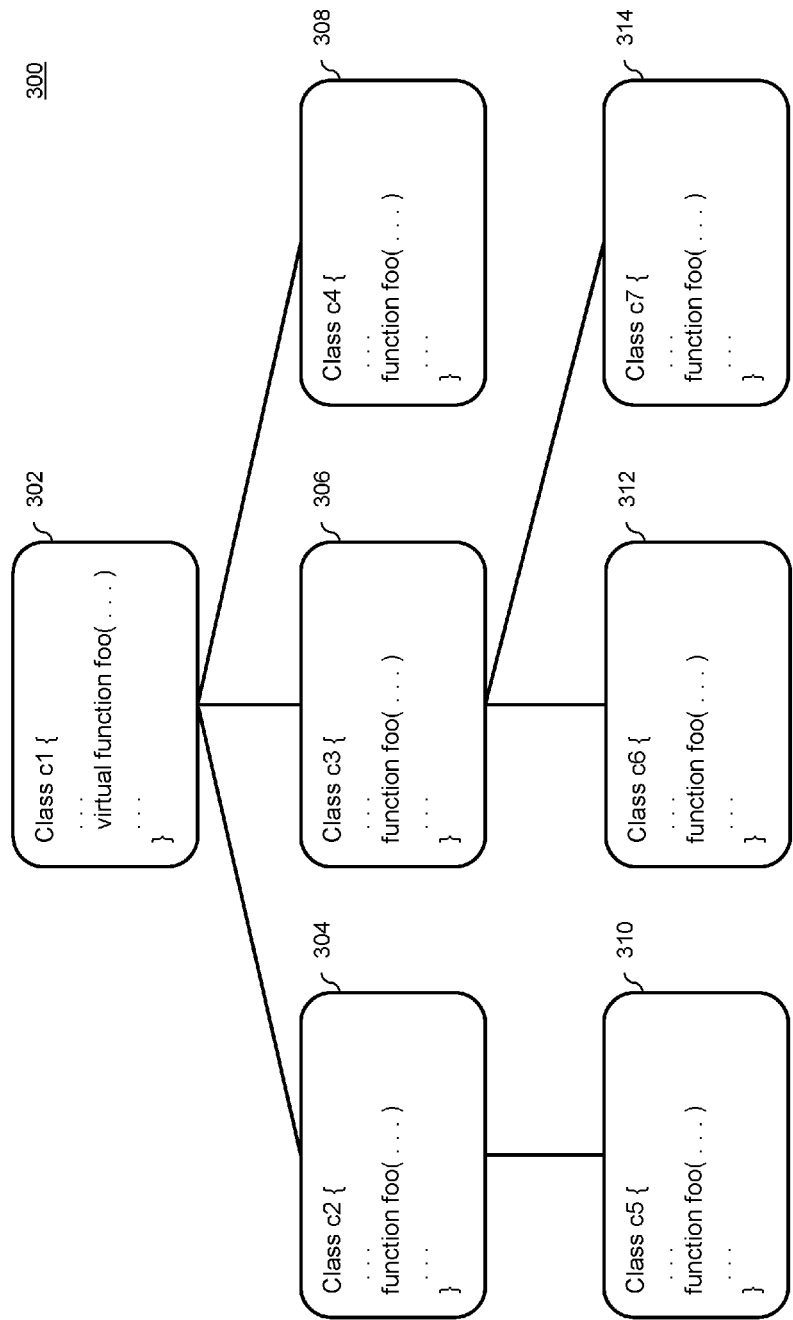 300
302
Class c1 {
. . .
virtual function foo( . . . )
. . .
}
304
Class c2 {
. . .
function foo( . . . )
. . .
}
306
Class c3 {
. . .
function foo( . . . )
. . .
}
308
Class c4 {
. . .
function foo( . . . )
. . .
}
310
Class c5 {
. . .
function foo( . . . )
. . .
}
312
Class c6 {
. . .
function foo( . . . )
. . .
}
314
Class c7 {
. . .
function foo( . . . )
. . .
}